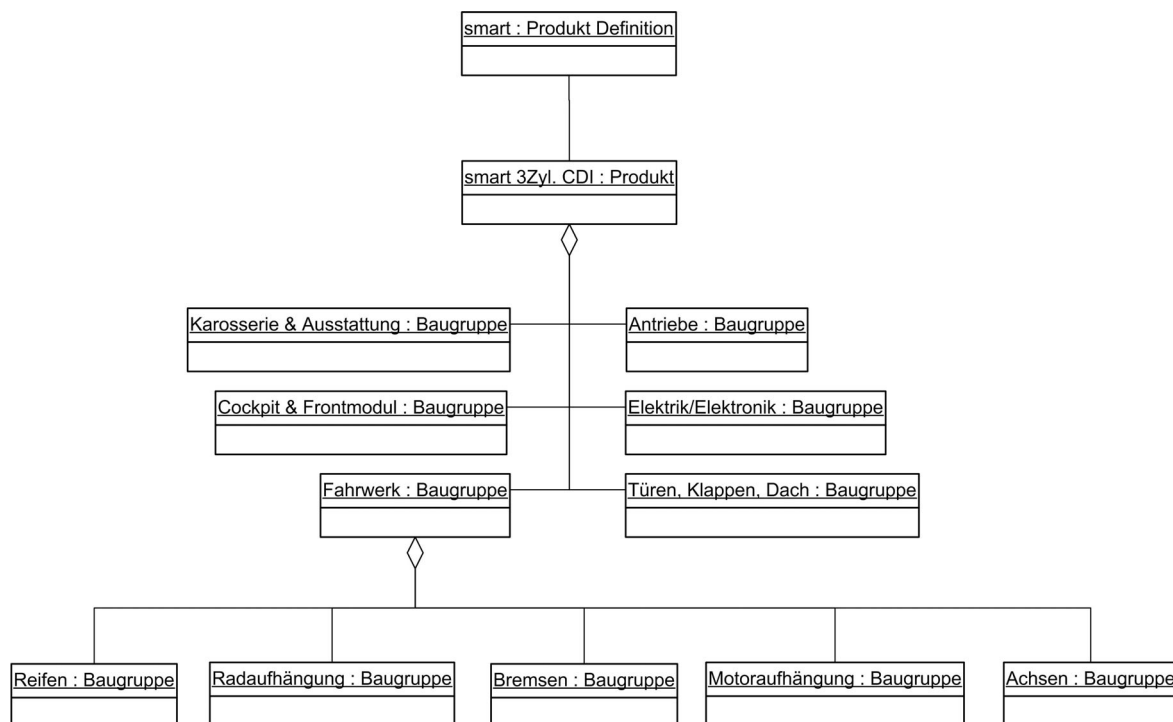 smart : Produkt Definition
smart 3Zyl. CDI : Produkt
Karosserie & Ausstattung : Baugruppe
Antriebe : Baugruppe
Cockpit & Frontmodul : Baugruppe
Elektrik/Elektronik : Baugruppe
Fahrwerk : Baugruppe
Türen, Klappen, Dach : Baugruppe
Reifen : Baugruppe
Radaufhängung : Baugruppe
Bremsen : Baugruppe
Motoraufhängung : Baugruppe
Achsen : Baugruppe